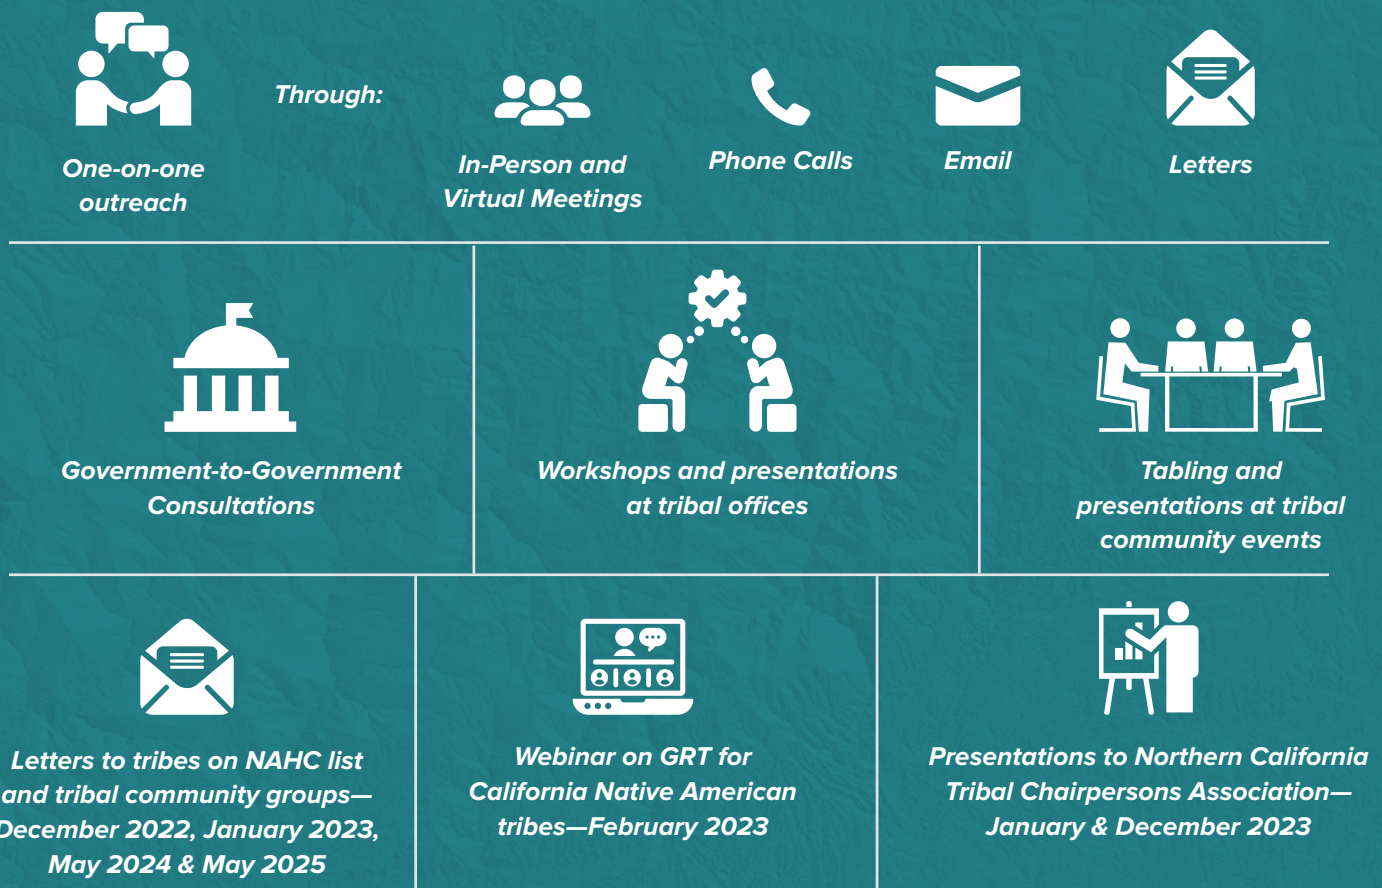 Through:
One-on-one
outreach
In-Person and
Virtual Meetings
Phone Calls
Email
Letters
Government-to-Government
Consultations
Workshops and presentations
at tribal offices
Tabling and
presentations at tribal
community events
Letters to tribes on NAHC list
and tribal community groups—
December 2022, January 2023,
May 2024 & May 2025
Webinar on GRT for
California Native American
tribes—February 2023
Presentations to Northern California
Tribal Chairpersons Association—
January & December 2023